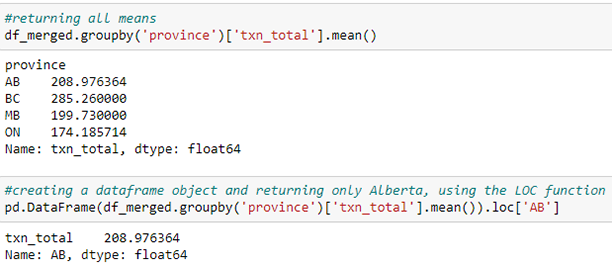 #returning all means
df_merged.groupby('province')['txn_total'].mean()
province
AB    208.976364
BC    285.260000
MB    199.730000
ON    174.185714
Name: txn_total, dtype: float64
#creating a dataframe object and returning only Alberta, using the LOC function
pd.DataFrame(df_merged.groupby('province')['txn_total'].mean()).loc['AB']
txn_total    208.976364
Name: AB, dtype: float64